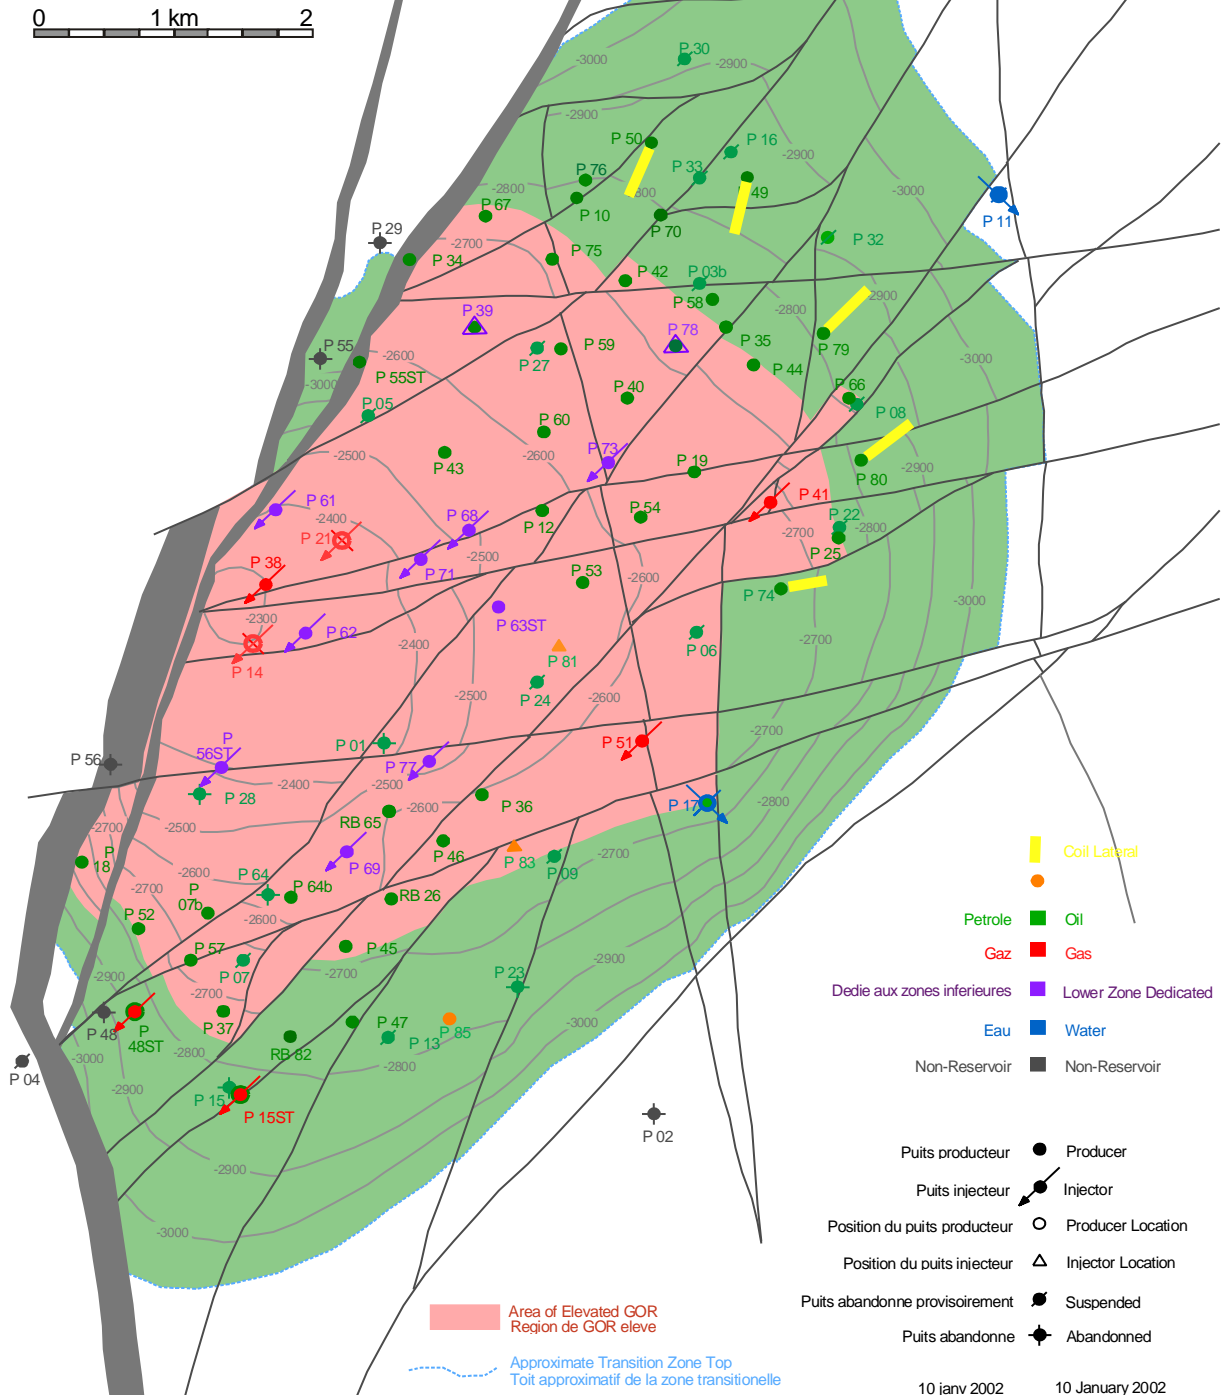 0 1 km 2
P 30
-3000
-2900
-2900
P 50
P 16
-2900
P 76
P 33
-2800
800
49
-3000
P 67
P 10
P 70
P 11
P 29
-2700
P 75
P 32
P 34
P 42
P 03b
P 58
-2900
P 39
-2800
P 78
P 55
P 59
P 35
P 79
-2600
P 27
-3000
P 55ST
P 44
-3000
P 40
P 66
P 05
P 08
P 60
P 73
-2500
P 43
-2600
P 19
-2900
P 80
P 61
P 41
-2400
P 68
P 12
P 54
P 22
P 21
-2800
-2700
-2500
P 25
P 38
P 71
P 53
-2600
P 74
-3000
-2300
P 63ST
P 62
-2400
-2700
P 06
P 14
P 81
-2500
P 24
-2600
-2700
P 56
P
56ST
P 01
P 51
P 77
-2400
-2500
P 28
-2600
P 36
P 17
-2800
-2700
-2500
RB 65
P
18
P 46
-2700
P 83
P 09
Coil Lateral
-2600
P 64
P 69
-2700
P
07b
P 64b
RB 26
P 52
-2600
Petrole Oil
P 57
P 45
Gaz Gas
-2900
P 07
-2700
P 23
-2900
-2700
Dedie aux zones inferieures Lower Zone Dedicated
P 48
P
48ST
P 37
P 47
P 85
-3000
Eau Water
RB 82
P 13
-2800
-3000
-2800
Non-Reservoir Non-Reservoir
P 04
-2900
P 15
P 15ST
P 02
Puits producteur Producer
-2900
Puits injecteur Injector
-3000
Position du puits producteur Producer Location
Position du puits injecteur Injector Location
Puits abandonne provisoirement Suspended
Area of Elevated GOR
Region de GOR eleve
Puits abandonne Abandonned
Approximate Transition Zone Top
Toit approximatif de la zone transitionelle
10 janv 2002 10 January 2002